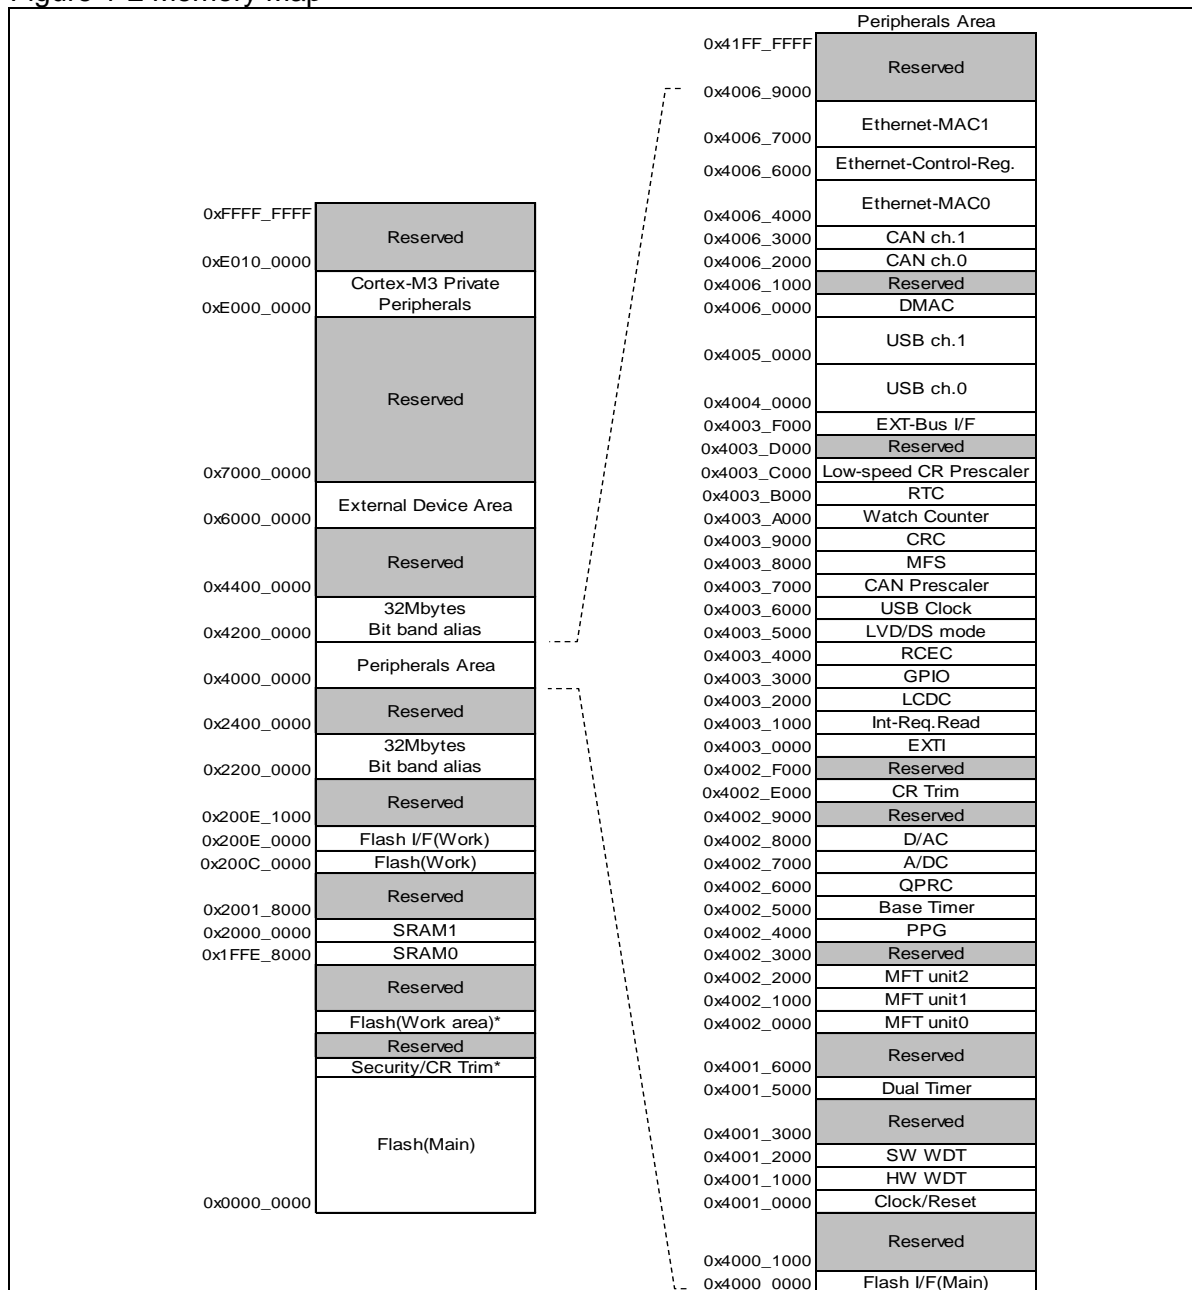 Figure Memory map
0xFFFF_FFFF
Reserved
0xE010_0000
Cortex-M3 Private
Peripherals
0xE000_0000
Reserved
0x7000_0000
External Device Area
0x6000_0000
Reserved
0x4400_0000
32Mbytes
Bit band alias
0x4200_0000
Peripherals Area
0x4000_0000
Reserved
0x2400_0000
32Mbytes
Bit band alias
0x2200_0000
Reserved
0x200E_1000
0x200E_0000 Flash I/F(Work)
0x200C_0000 Flash(Work)
Reserved
0x2001_8000
0x2000_0000 SRAM1
0x1FFE_8000 SRAM0
Reserved
Flash(Work area)*
Reserved
Security/CR Trim*
Flash(Main)
0x0000_0000
Peripherals Area
0x41FF_FFFF
Reserved
0x4006_9000
Ethernet-MAC1
0x4006_7000
Ethernet-Control-Reg.
0x4006_6000
Ethernet-MAC0
0x4006_4000
0x4006_3000 CAN ch.1
0x4006_2000 CAN ch.0
0x4006_1000 Reserved
0x4006_0000 DMAC
USB ch.1
0x4005_0000
USB ch.0
0x4004_0000
0x4003_F000 EXT-Bus I/F
0x4003_D000 Reserved
0x4003_C000 Low-speed CR Prescaler
0x4003_B000 RTC
0x4003_A000 Watch Counter
0x4003_9000 CRC
0x4003_8000 MFS
0x4003_7000 CAN Prescaler
0x4003_6000 USB Clock
0x4003_5000 LVD/DS mode
0x4003_4000 RCEC
0x4003_3000 GPIO
0x4003_2000 LCDC
0x4003_1000 Int-Req.Read
0x4003_0000 EXTI
0x4002_F000 Reserved
0x4002_E000 CR Trim
0x4002_9000 Reserved
0x4002_8000 D/AC
0x4002_7000 A/DC
0x4002_6000 QPRC
0x4002_5000 Base Timer
0x4002_4000 PPG
0x4002_3000 Reserved
0x4002_2000 MFT unit2
0x4002_1000 MFT unit1
0x4002_0000 MFT unit0
Reserved
0x4001_6000
0x4001_5000 Dual Timer
Reserved
0x4001_3000
0x4001_2000 SW WDT
0x4001_1000 HW WDT
0x4001_0000 Clock/Reset
Reserved
0x4000_1000
0x4000_0000 Flash I/F(Main)